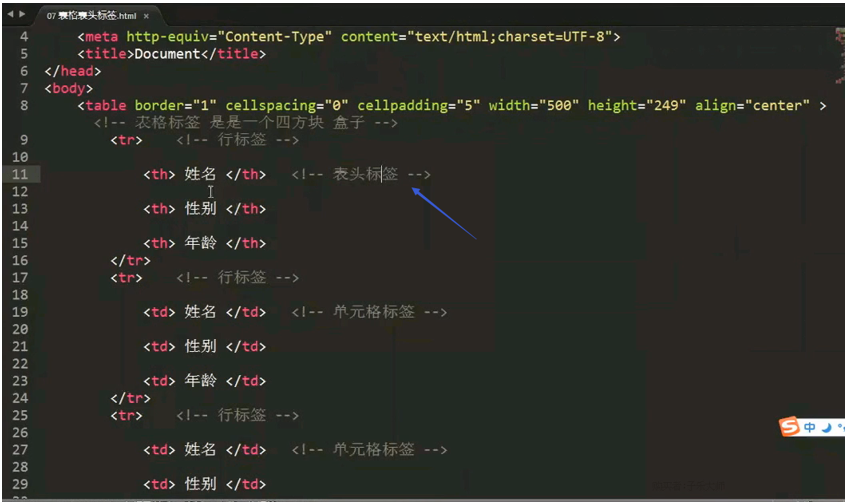 07 表格表头标签.html ×
4 <meta http-equiv="Content-Type" content="text/html;charset=UTF-8">
5 <title>Document</title>
6 </head>
7 <body>
8 <table border="1" cellspacing="0" cellpadding="5" width="500" height="249" align="center" >
<!-- 表格标签 是是一个四方块 盒子 -->
9 <tr> <!-- 行标签 -->
10
11 <th> 姓名 </th> <!-- 表头标签 -->
12
13 <th> 性别 </th>
14
15 <th> 年龄 </th>
16 </tr>
17 <tr> <!-- 行标签 -->
18
19 <td> 姓名 </td> <!-- 单元格标签 -->
20
21 <td> 性别 </td>
22
23 <td> 年龄 </td>
24 </tr>
25 <tr> <!-- 行标签 -->
26
27 <td> 姓名 </td> <!-- 单元格标签 -->
28
29 <td> 性别 </td>
S 中